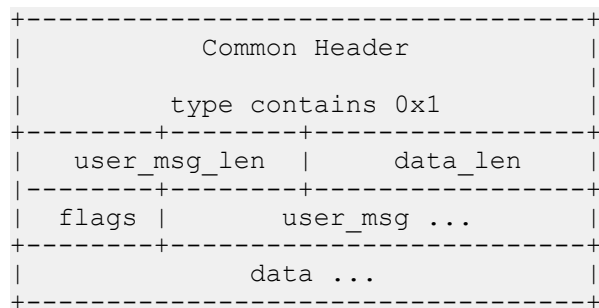 +----------------------------------+
|           Common Header          |
|                                  |
|         type contains 0x1        |
+--------+--------+----------------+
|   user_msg_len  |     data_len   |
|--------+--------+----------------+
|  flags |       user_msg ...      |
+--------+-------------------------+
|              data ...            |
+----------------------------------+